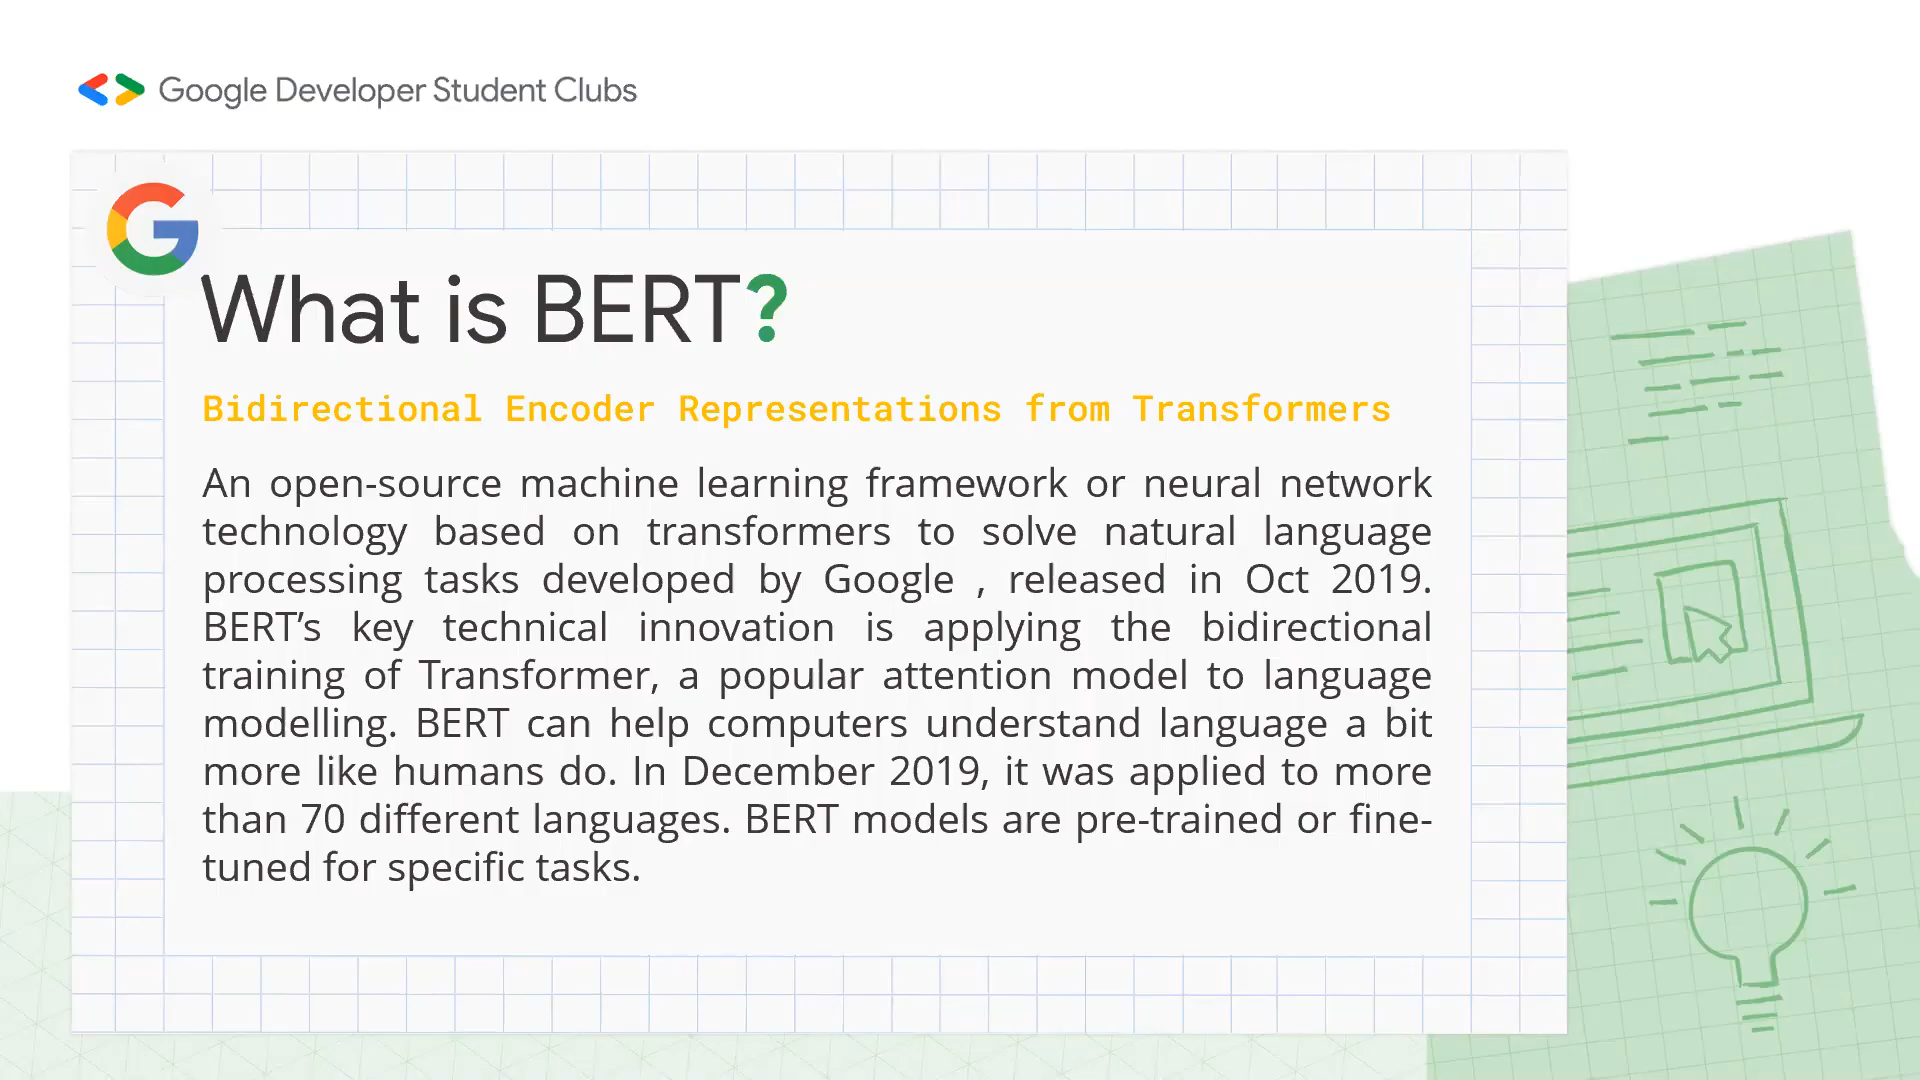 Google Developer Student Clubs
What is BERT?
Bidirectional Encoder Representations from Transformers
An open-source machine learning framework or neural network
technology based on transformers to solve natural language
processing tasks developed by Google , released in Oct 2019.
BERT’s key technical innovation is applying the bidirectional
training of Transformer, a popular attention model to language
modelling. BERT can help computers understand language a bit
more like humans do. In December 2019, it was applied to more
than 70 different languages. BERT models are pre-trained or fine-
tuned for specific tasks.